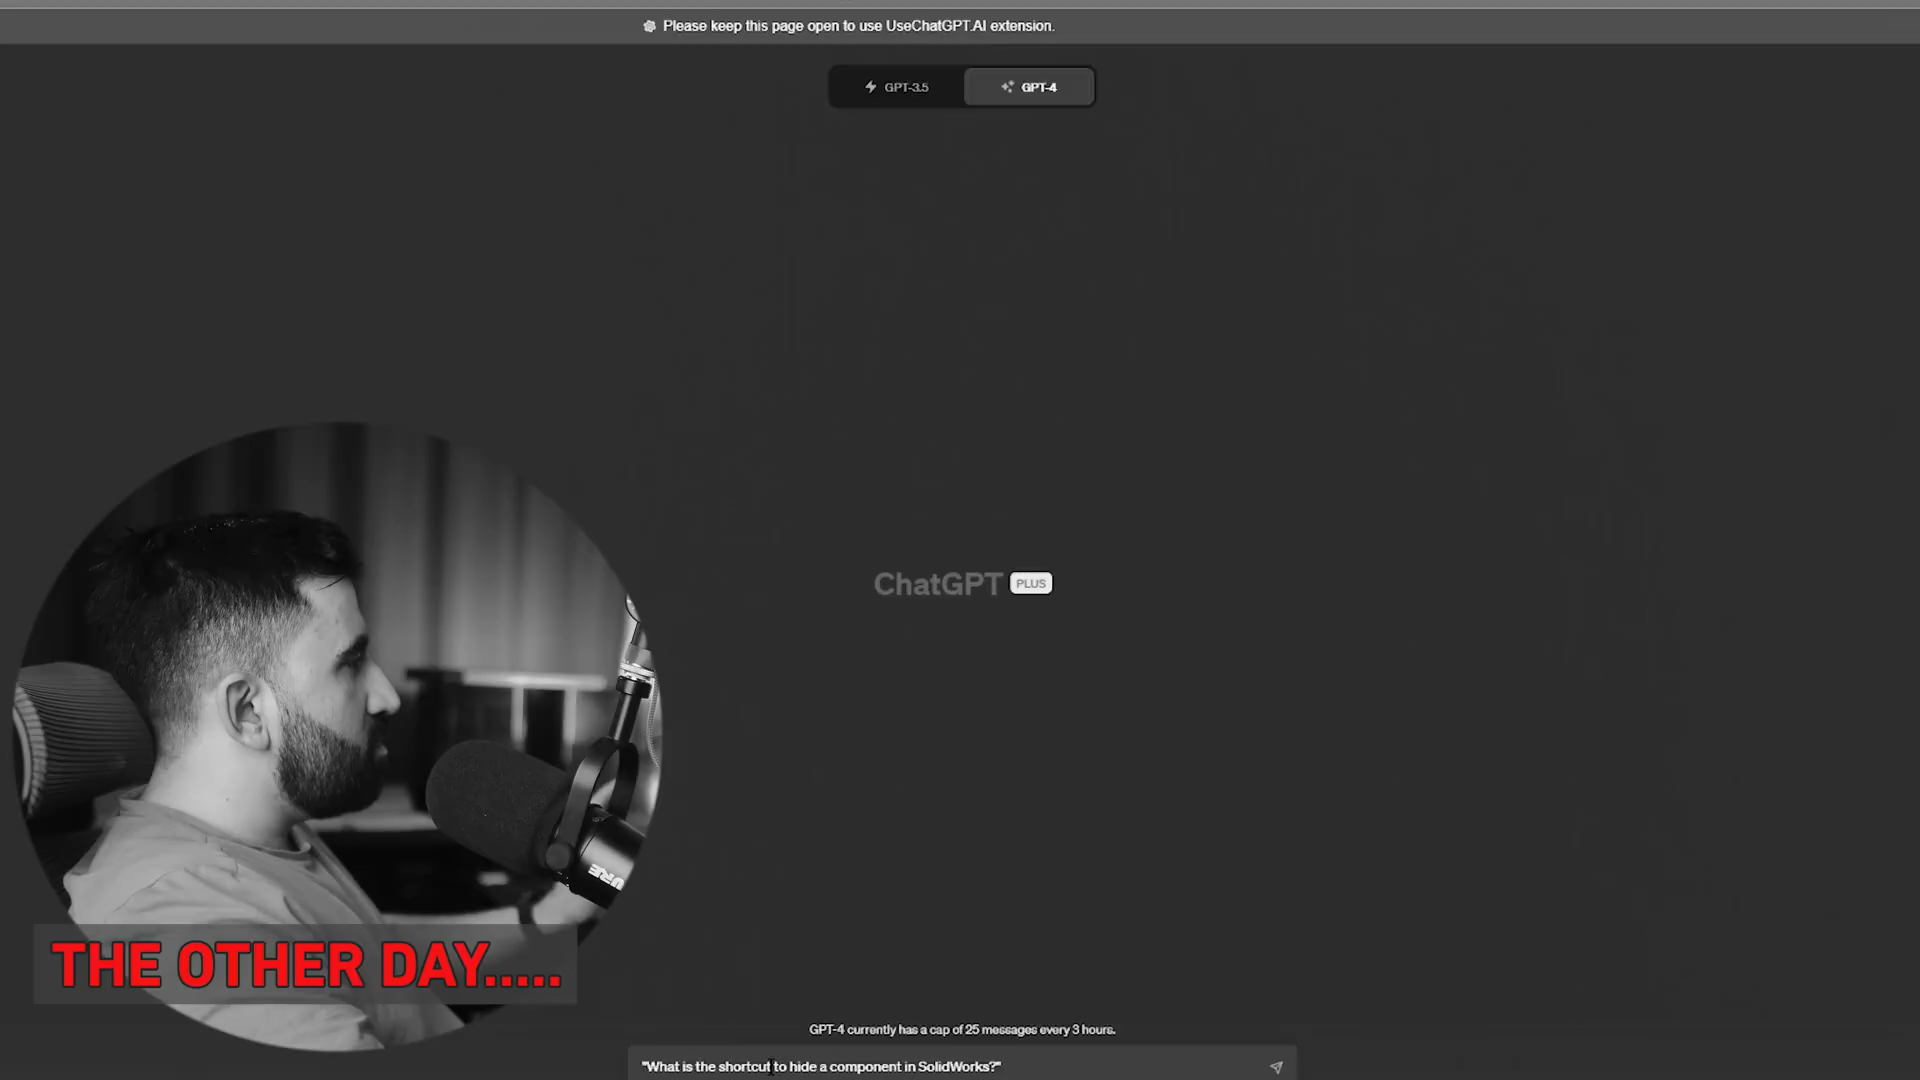 Please keep this page open to use UseChatGPT.AI extension.
GPT-3.5
GPT-4
ChatGPT PLUS
URE
THE OTHER DAY.....
GPT-4 currently has a cap of 25 messages every 3 hours.
"What is the shortcut to hide a component in SolidWorks?"